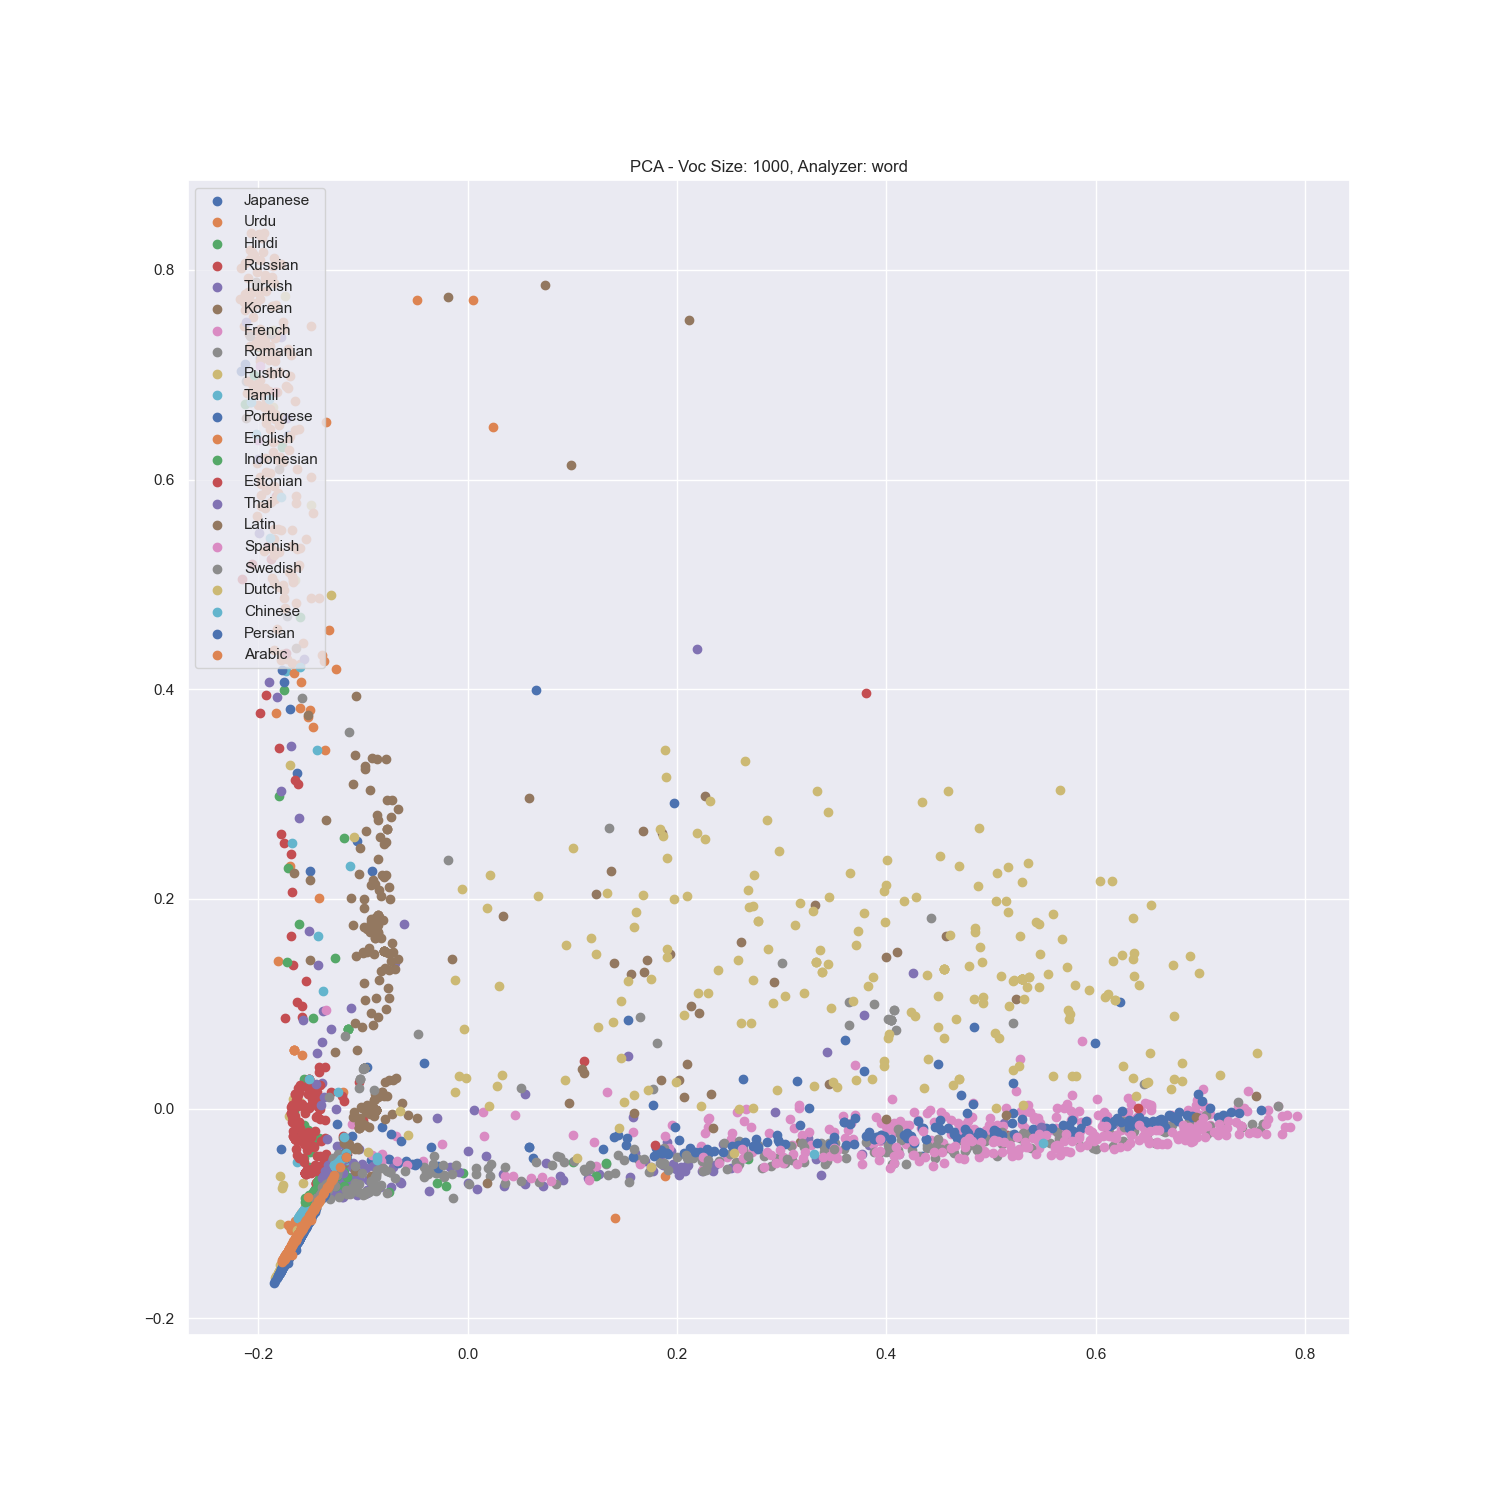 PCA - Voc Size: 1000, Analyzer: word
Japanese
Urdu
Hindi
Russian
Turkish
Korean
French
Romanian
Pushto
Tamil
Portugese
English
Indonesian
Estonian
Thai
Latin
Spanish
Swedish
Dutch
Chinese
Persian
Arabic
0.8
0.6
0.4
0.2
0.0
−0.2
−0.2
0.0
0.2
0.4
0.6
0.8